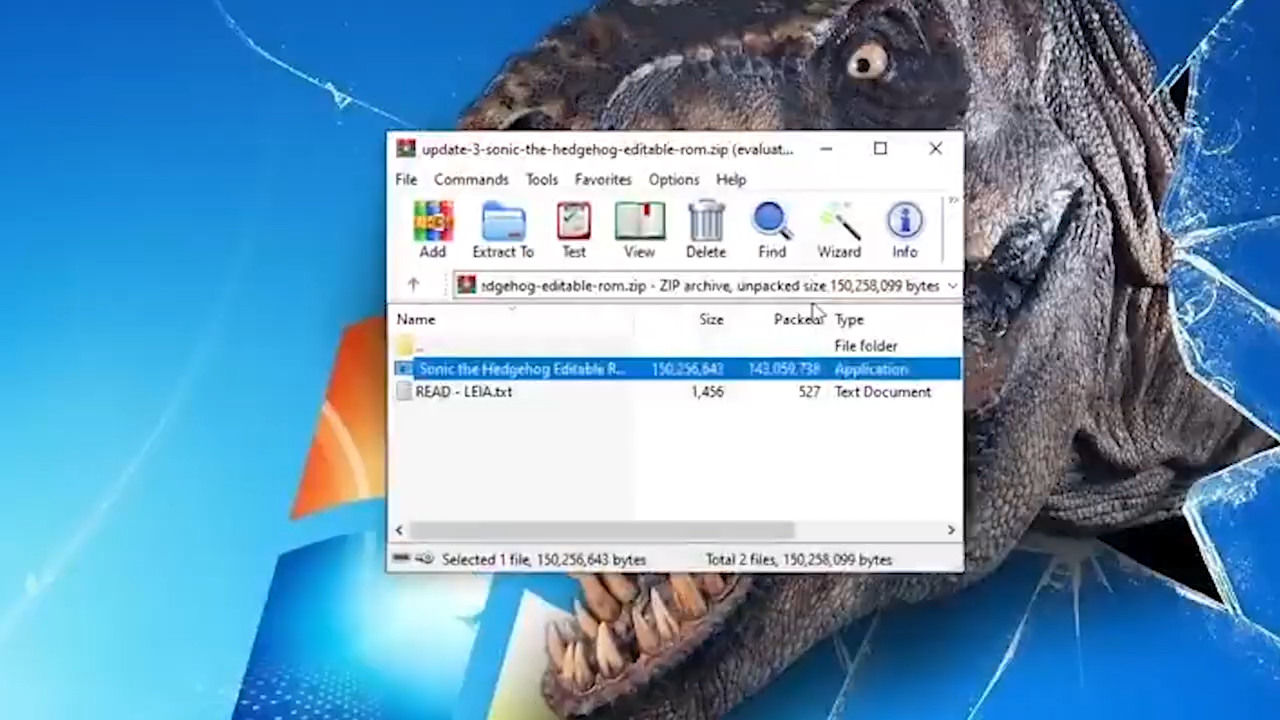 update-3-sonic-the-hedgehog-editable-rom.zip (evaluat...
File Commands Tools Favorites Options Help
Add Extract To Test View Delete Find Wizard Info
edgehog-editable-rom.zip - ZIP archive, unpacked size 150,258,099 bytes
Name Size Packed Type
.. File folder
Sonic the Hedgehog Editable R... 150,256,643 143,059,738 Application
READ - LEIA.txt 1,456 527 Text Document
Selected 1 file, 150,256,643 bytes Total 2 files, 150,258,099 bytes